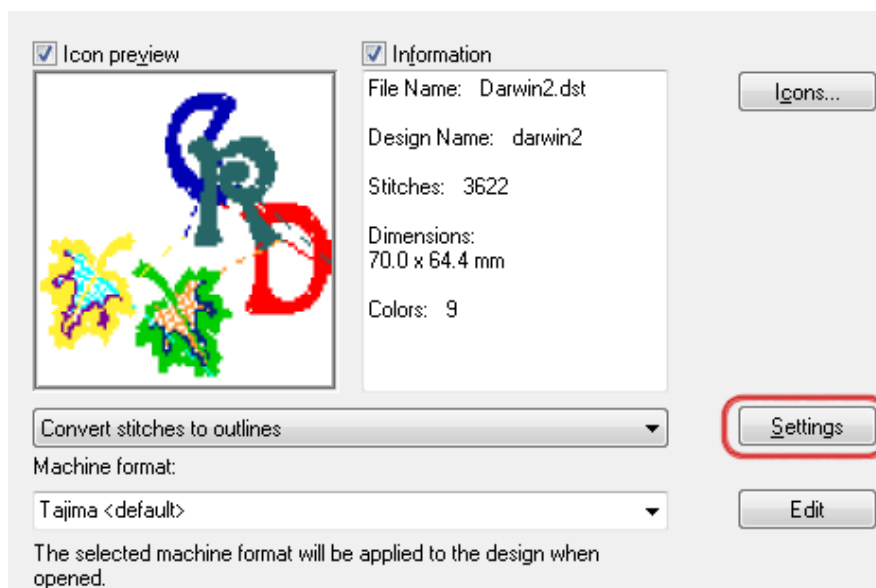 Icon preview
Information
File Name: Darwin2.dst
Design Name: darwin2
Stitches: 3622
Dimensions:
70.0 x 64.4 mm
Colors: 9
Icons...
CRD
Convert stitches to outlines
Settings
Machine format:
Tajima <default>
Edit
The selected machine format will be applied to the design when
opened.